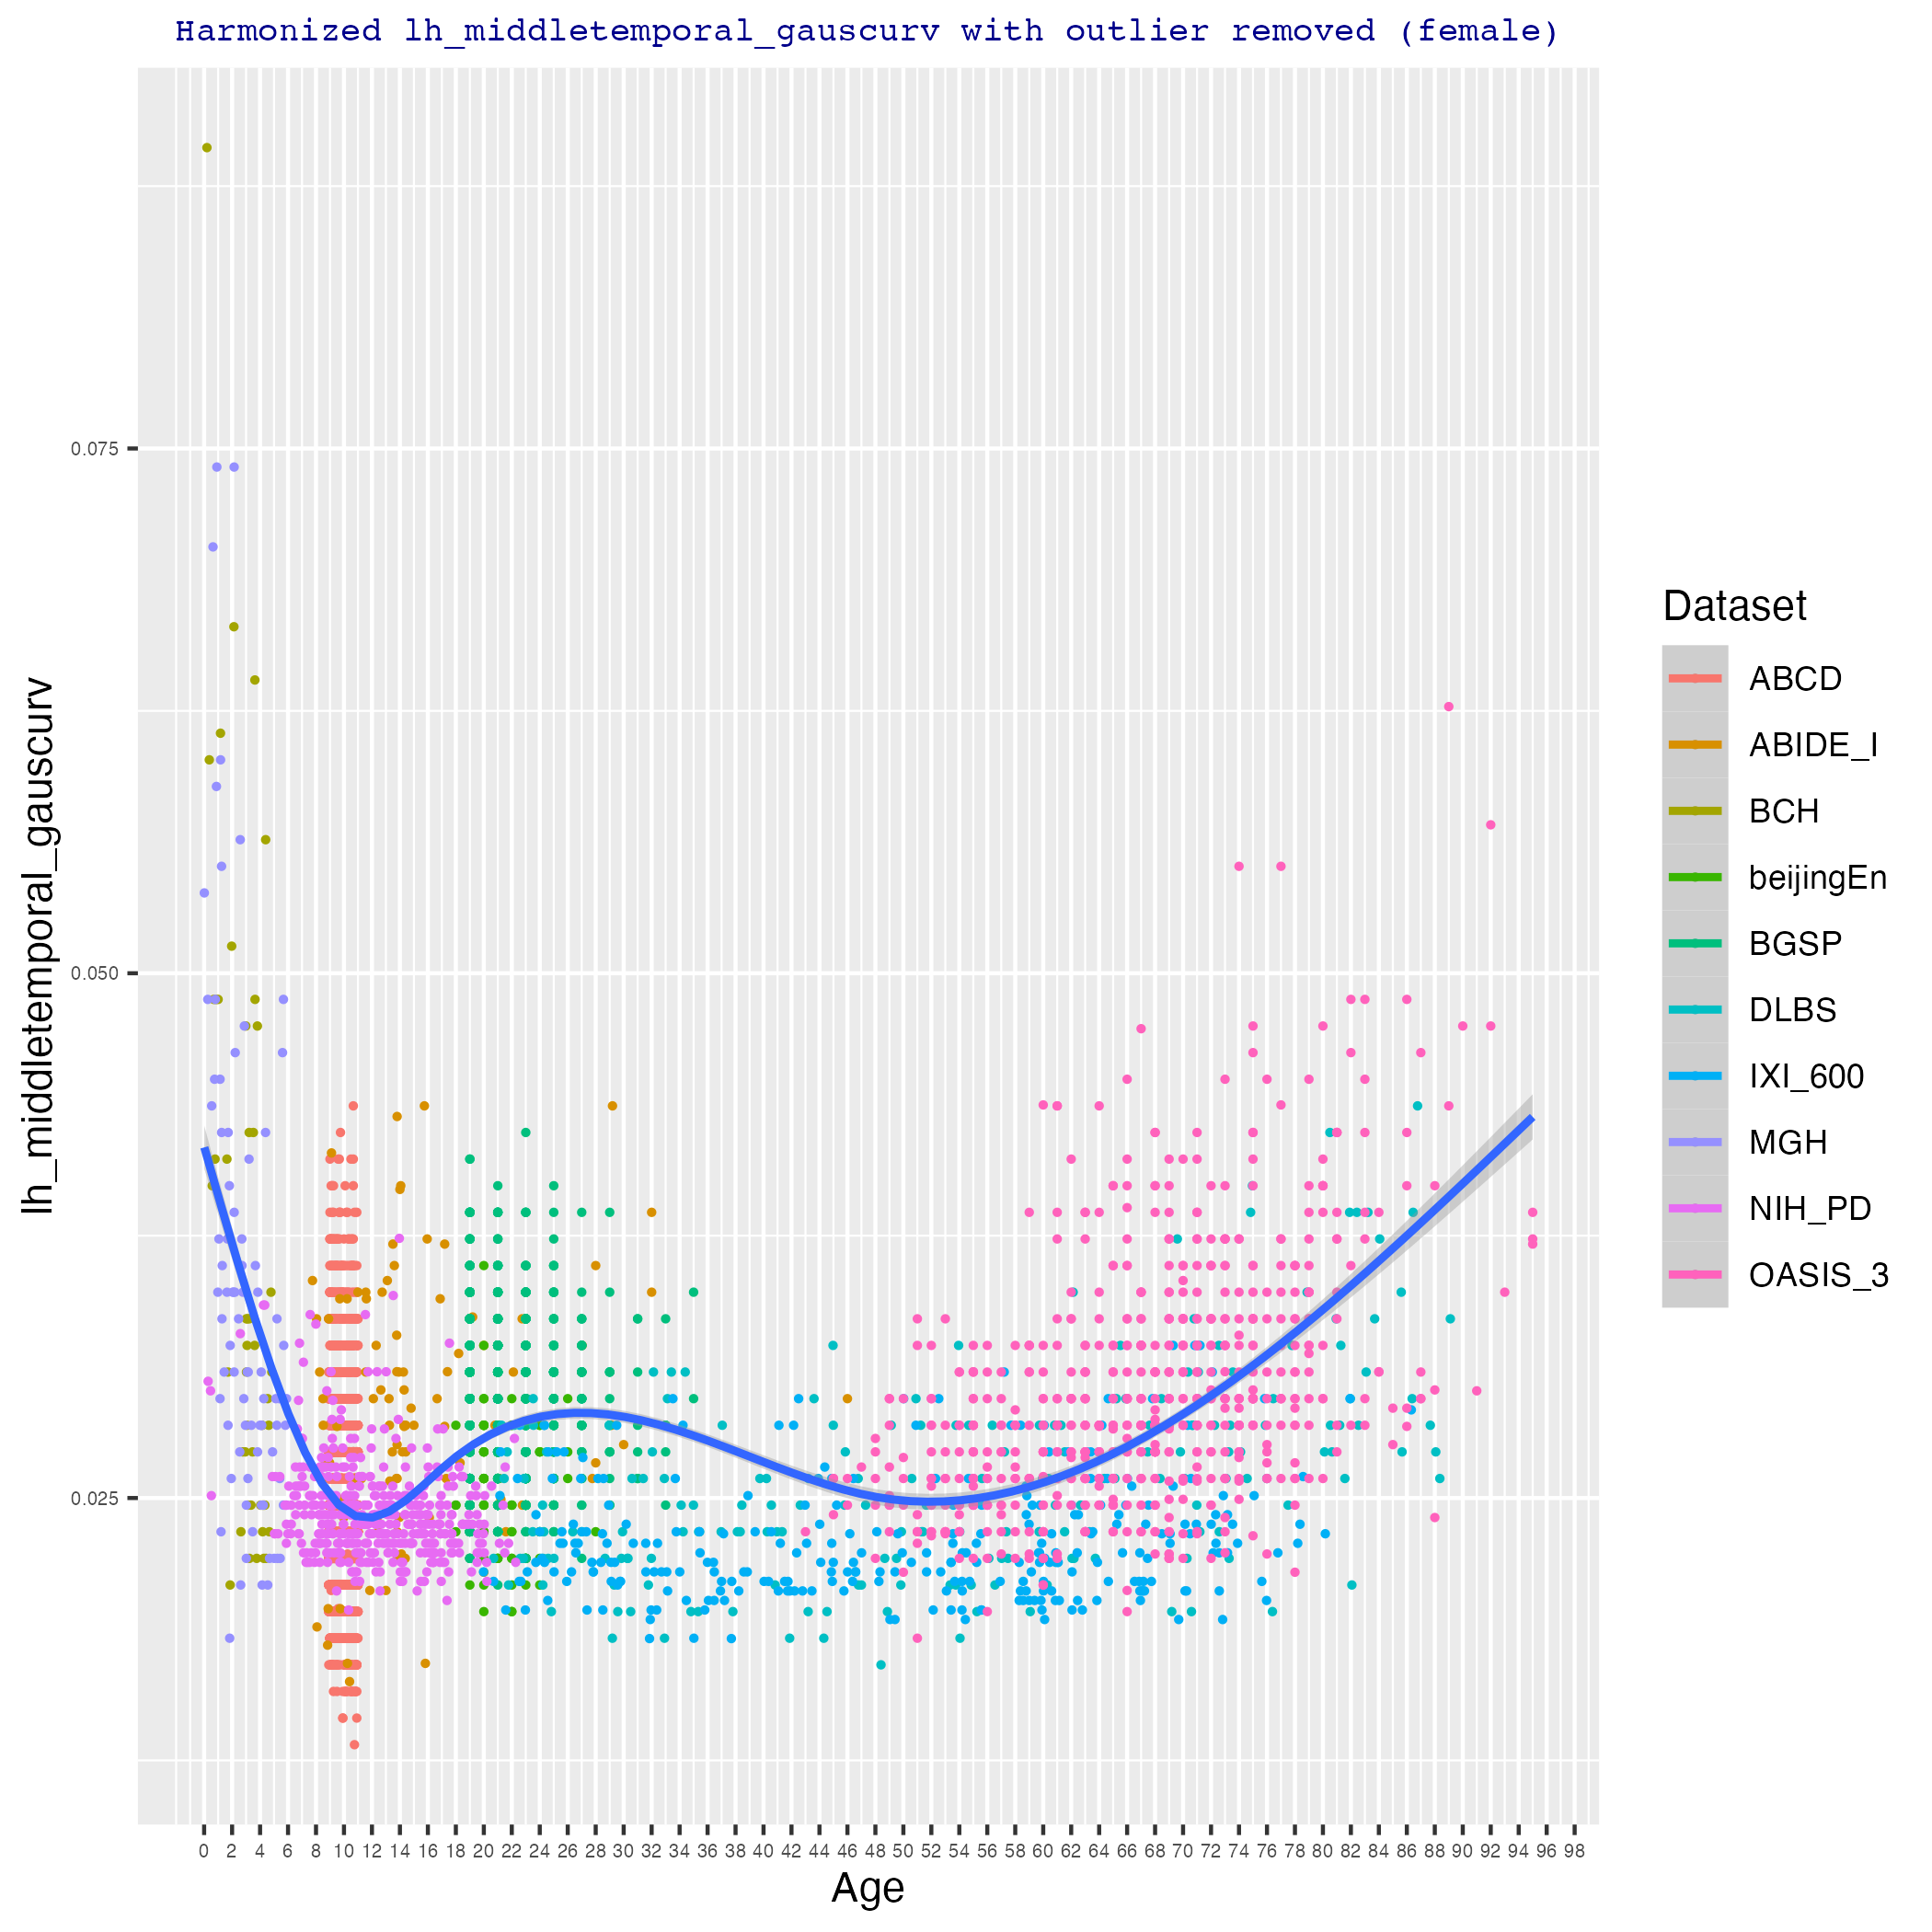 Harmonized lh_middletemporal_gauscurv with outlier removed (female)
lh_middletemporal_gauscurv
0.075
0.050
0.025
0 2 4 6 8 10 12 14 16 18 20 22 24 26 28 30 32 34 36 38 40 42 44 46 48 50 52 54 56 58 60 62 64 66 68 70 72 74 76 78 80 82 84 86 88 90 92 94 96 98
Age
Dataset
ABCD
ABIDE_I
BCH
beijingEn
BGSP
DLBS
IXI_600
MGH
NIH_PD
OASIS_3